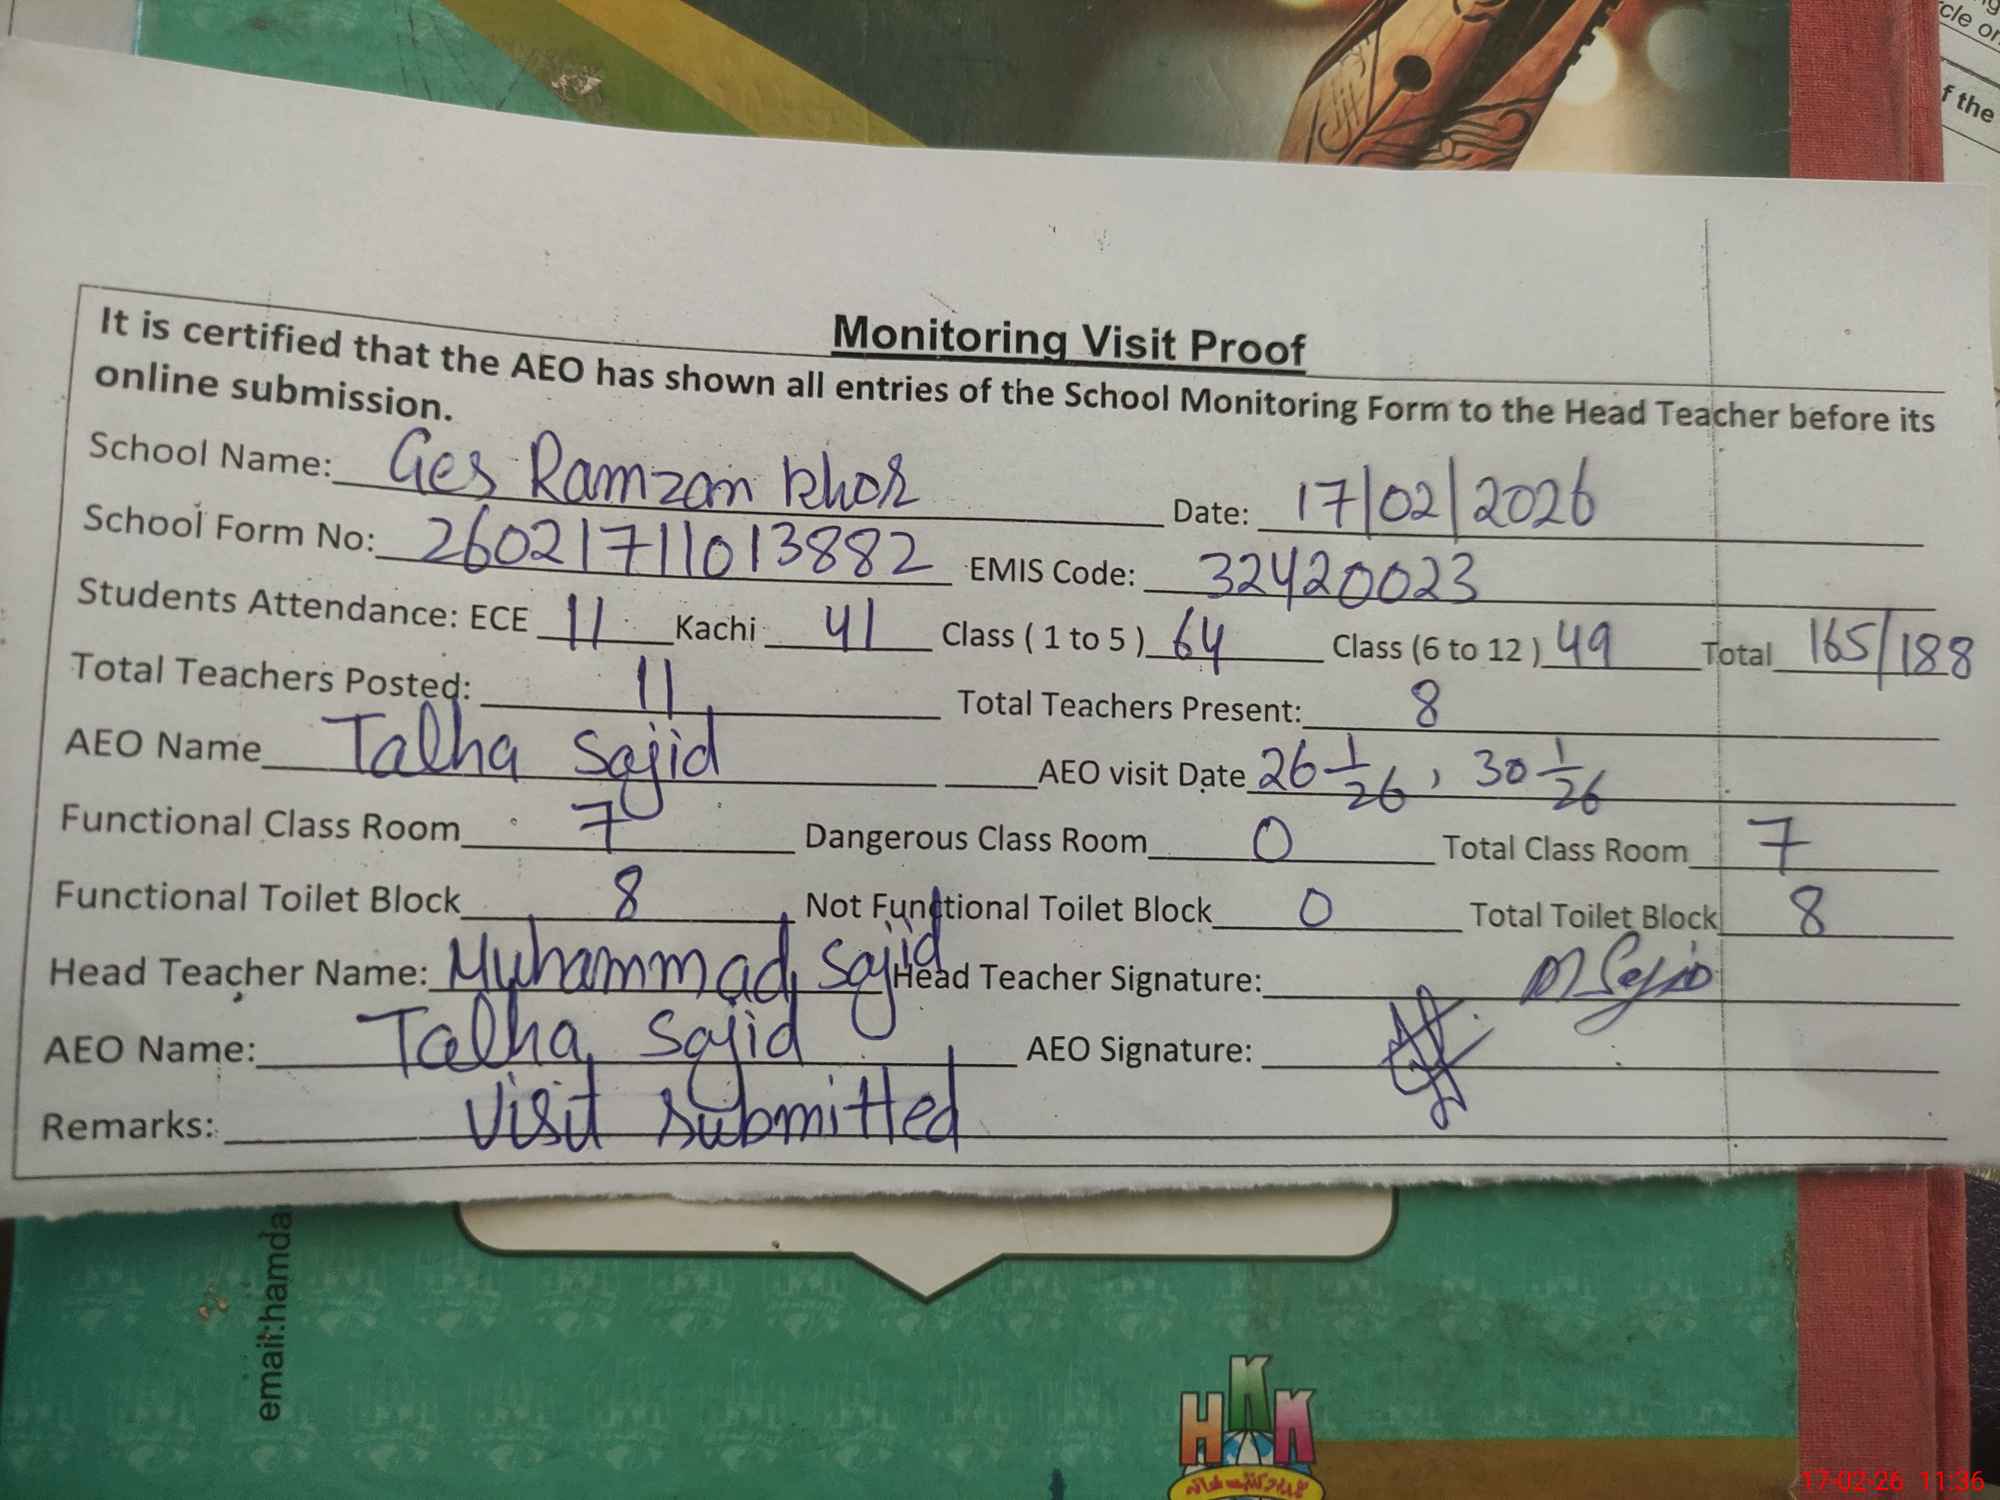 cle or
f the
Monitoring Visit Proof
It is certified that the AEO has shown all entries of the School Monitoring Form to the Head Teacher before its
online submission.
School Name: Ges Ramzan khor Date: 17/02/2026
School Form No: 26021711013882 EMIS Code: 32420023
Students Attendance: ECE 11 Kachi 41 Class ( 1 to 5 ) 64 Class (6 to 12 ) 49 Total 165/188
Total Teachers Posted: 11 Total Teachers Present: 8
AEO Name Talha Sajid AEO visit Date 26 1/26, 30 1/26
Functional Class Room 7 Dangerous Class Room 0 Total Class Room 7
Functional Toilet Block 8 Not Functional Toilet Block 0 Total Toilet Block 8
Head Teacher Name: Muhammad Sajid Head Teacher Signature: M Sajid
AEO Name: Talha Sajid AEO Signature:
Remarks: Visit submitted
email:hamda
HKK
17-02-26 11:36